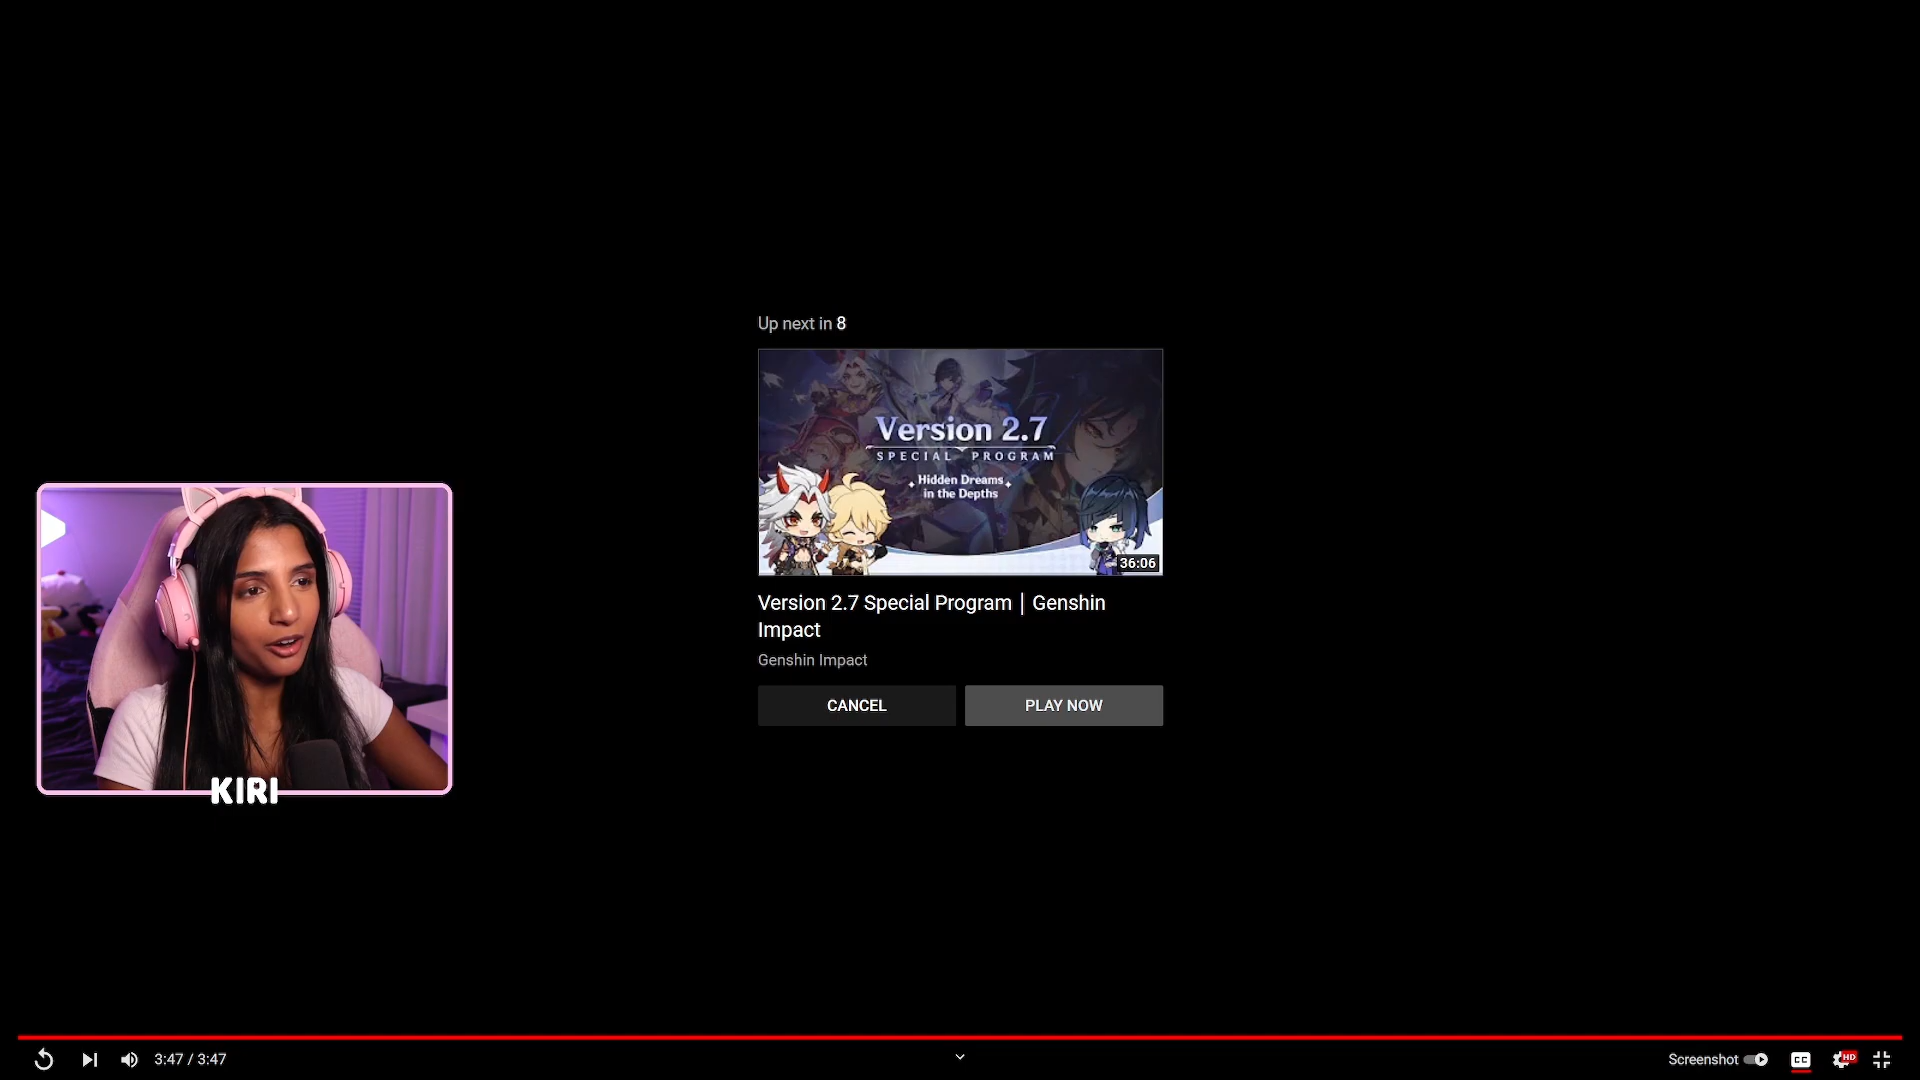 Up next in 8
Version 2.7
SPECIAL PROGRAM
Hidden Dreams
in the Depths
36:06
Version 2.7 Special Program | Genshin
Impact
Genshin Impact
CANCEL
PLAY NOW
KIRI
3:47 / 3:47
Screenshot
CC
HD